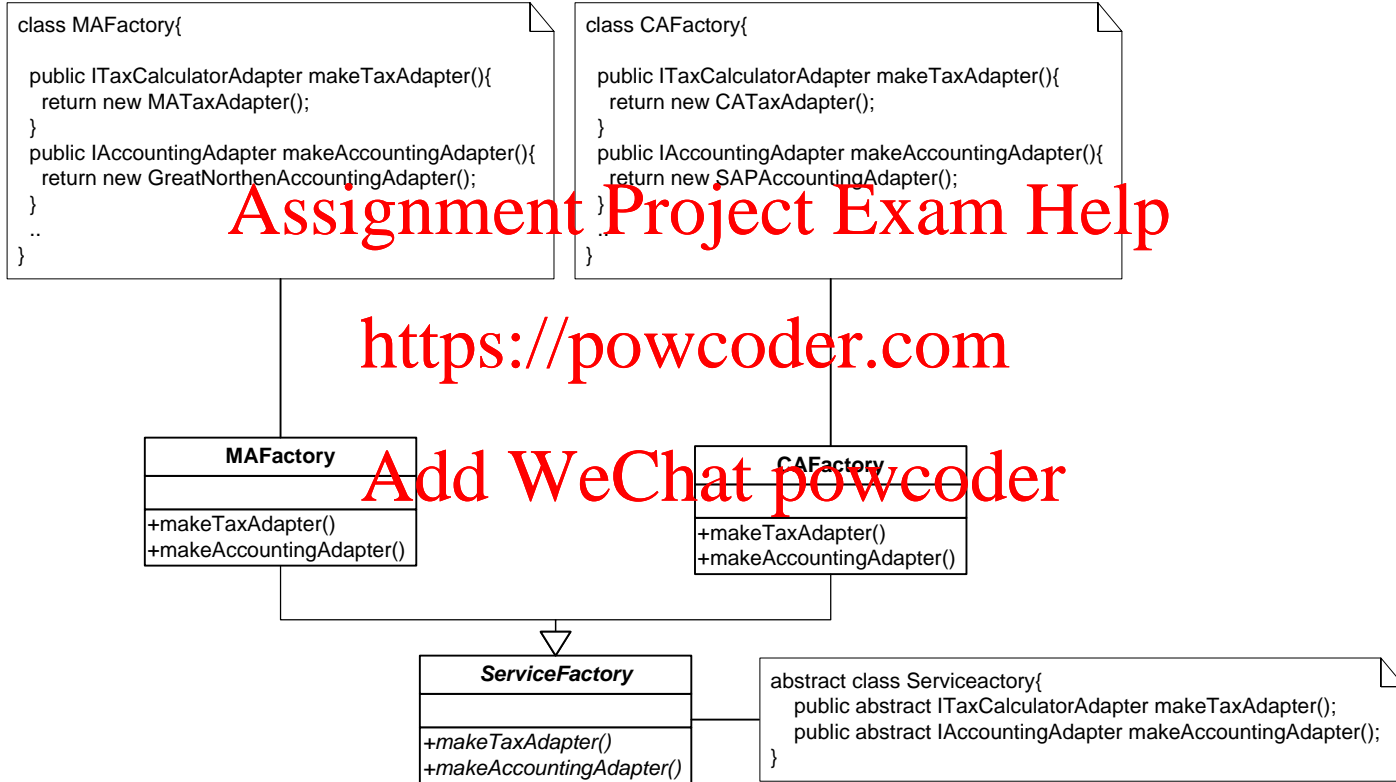 class MAFactory{
public ITaxCalculatorAdapter makeTaxAdapter(){
return new MATaxAdapter();
}
public IAccountingAdapter makeAccountingAdapter(){
return new GreatNorthenAccountingAdapter();
}
..
}
class CAFactory{
public ITaxCalculatorAdapter makeTaxAdapter(){
return new CATaxAdapter();
}
public IAccountingAdapter makeAccountingAdapter(){
return new SAPAccountingAdapter();
}
..
}
Assignment Project Exam Help
https://powcoder.com
Add WeChat powcoder
MAFactory
+makeTaxAdapter()
+makeAccountingAdapter()
CAFactory
+makeTaxAdapter()
+makeAccountingAdapter()
ServiceFactory
+makeTaxAdapter()
+makeAccountingAdapter()
abstract class Serviceactory{
public abstract ITaxCalculatorAdapter makeTaxAdapter();
public abstract IAccountingAdapter makeAccountingAdapter();
}